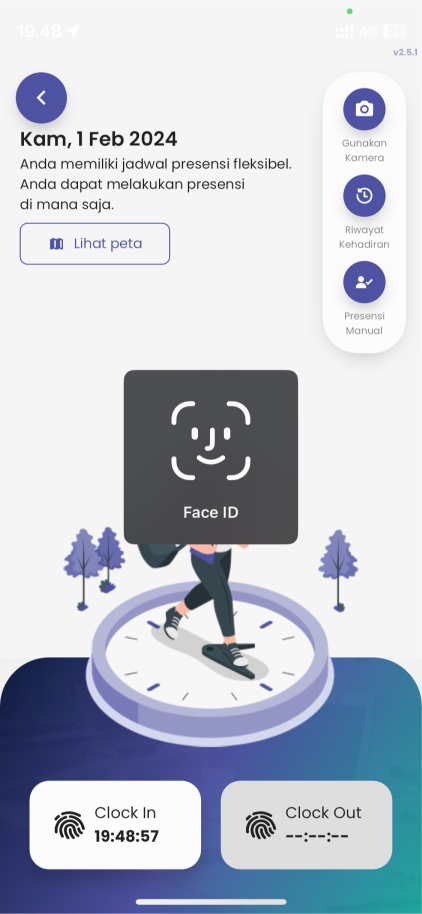 19.48
4G
v2.5.1
Kam, 1 Feb 2024
Anda memiliki jadwal presensi fleksibel.
Anda dapat melakukan presensi
di mana saja.
Lihat peta
Gunakan
Kamera
Riwayat
Kehadiran
Presensi
Manual
Face ID
Clock In
19:48:57
Clock Out
--:--:--